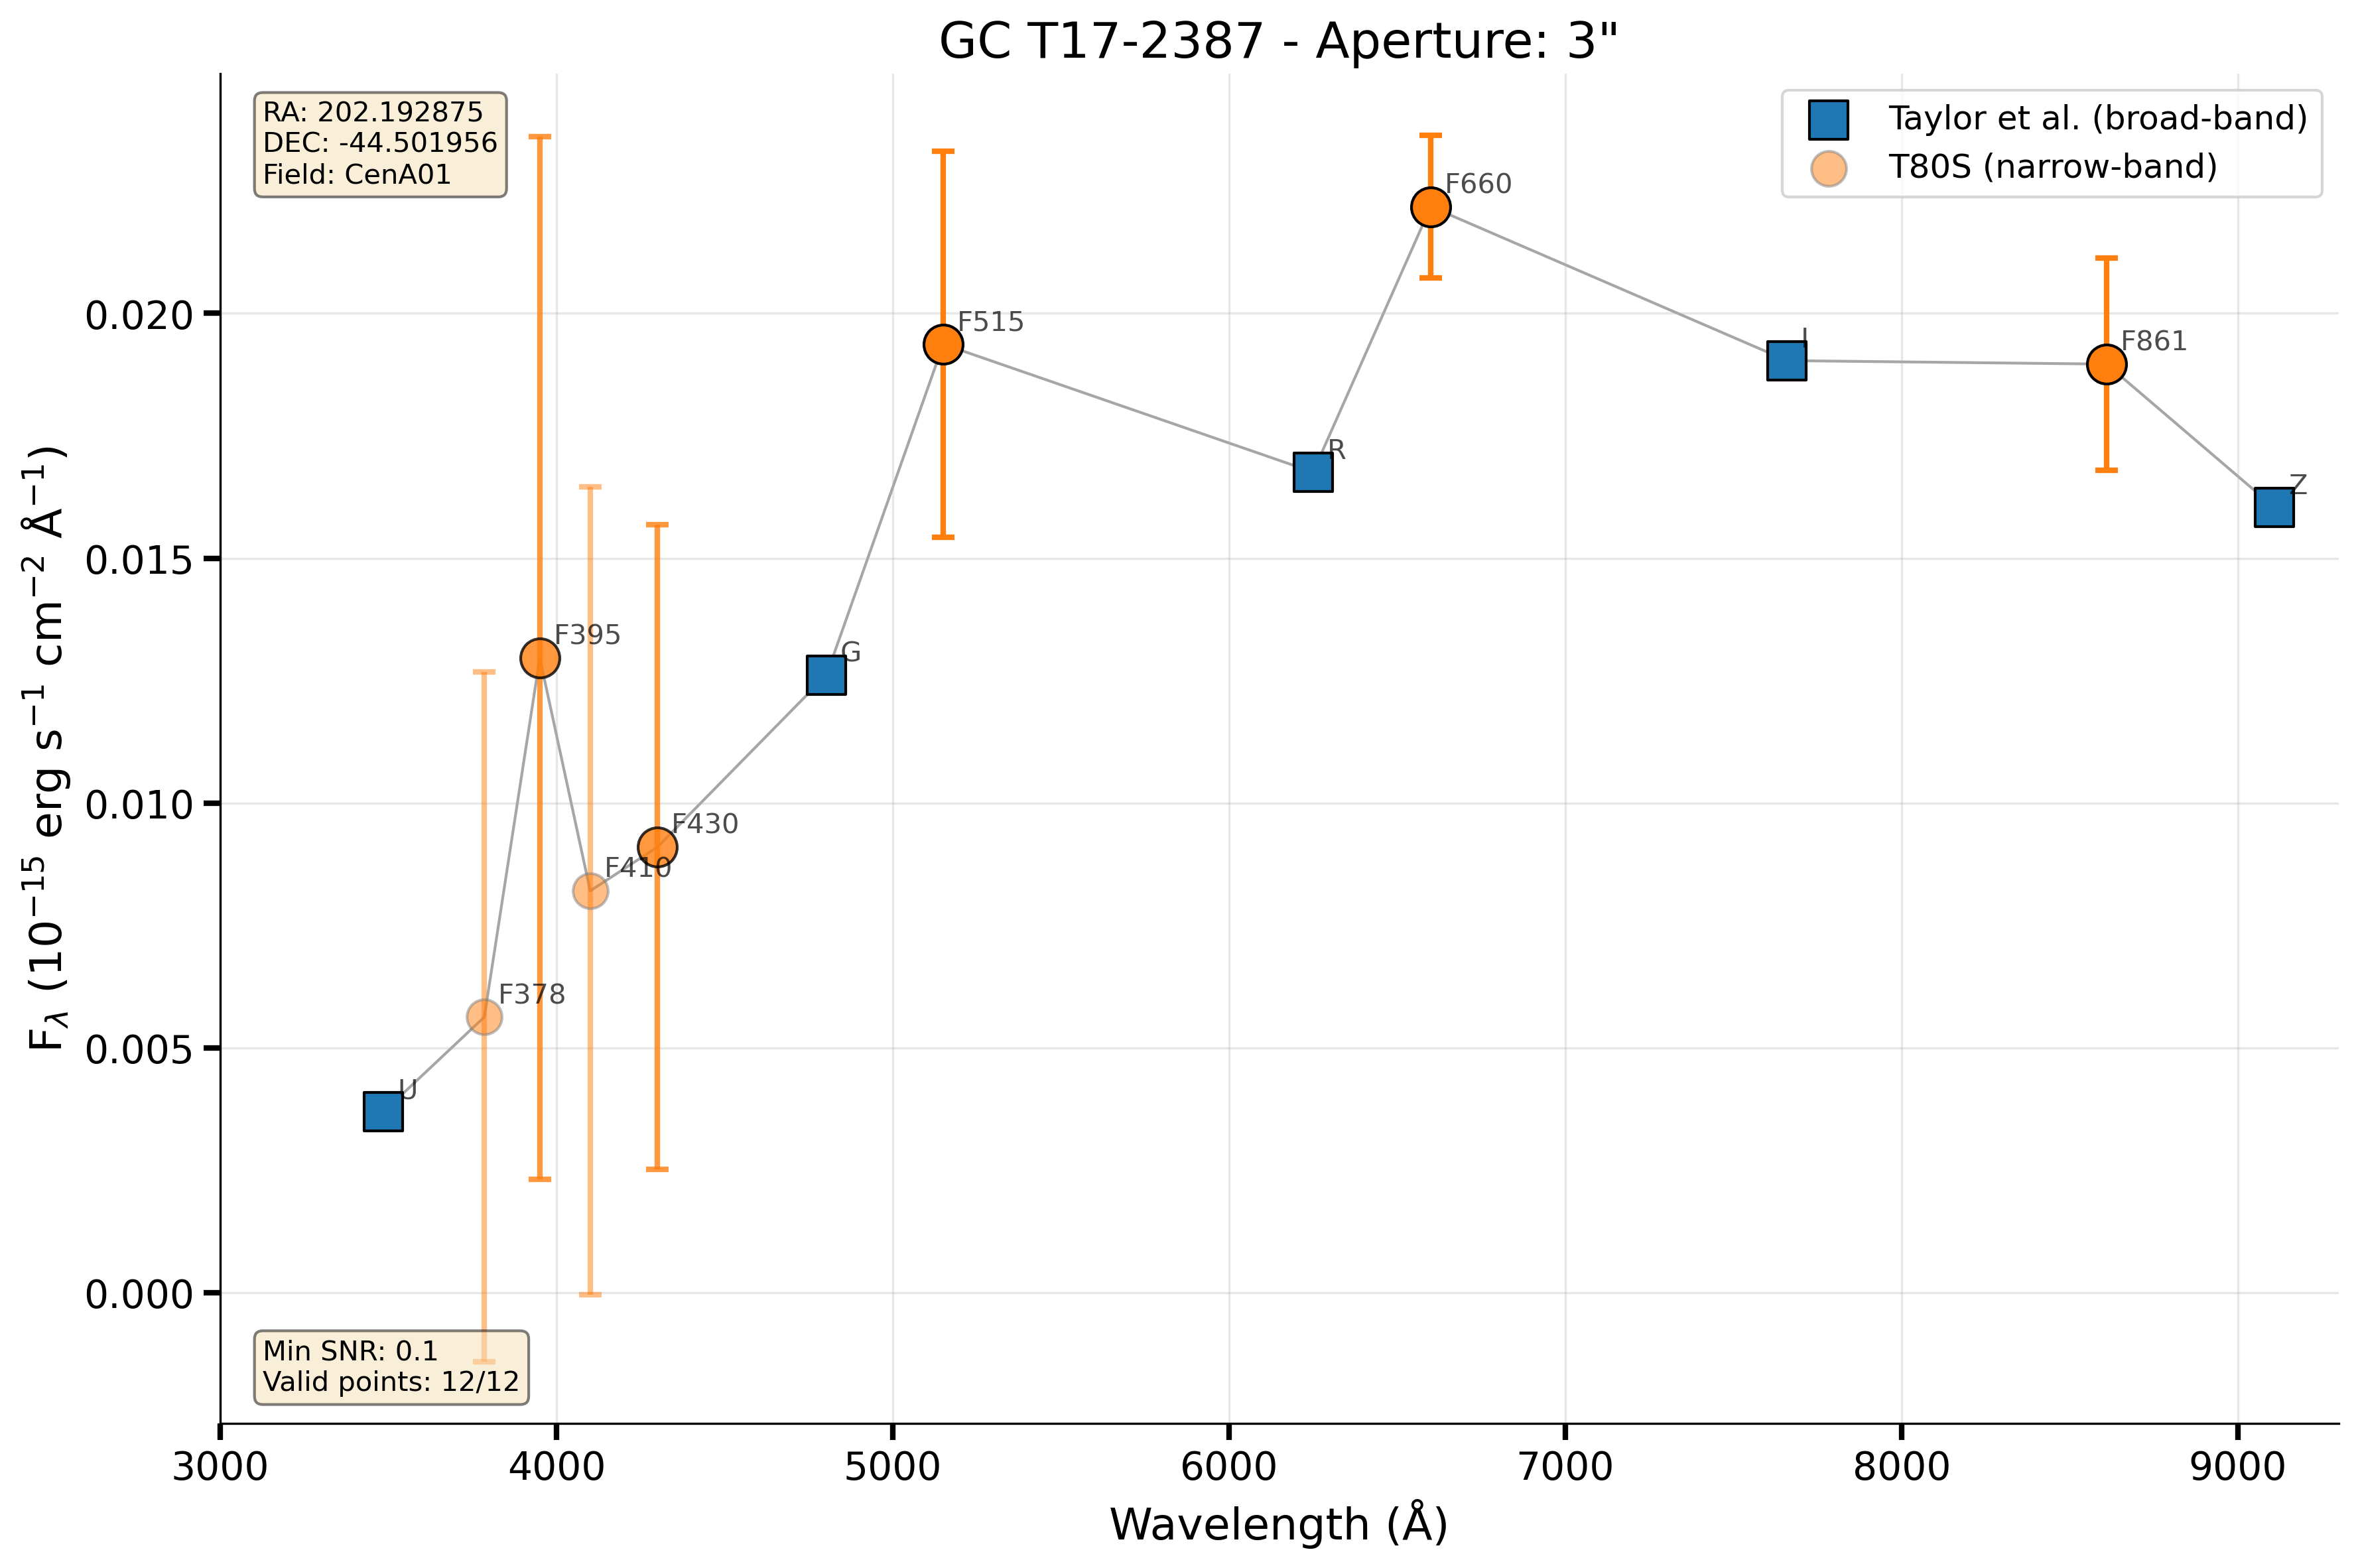 GC T17-2387 - Aperture: 3"
RA: 202.192875
DEC: -44.501956
Field: CenA01
Taylor et al. (broad-band)
T80S (narrow-band)
F660
F515
F861
I
R
Z
F395
G
F430
F410
F378
U
0.020
0.015
0.010
0.005
0.000
F_λ (10⁻¹⁵ erg s⁻¹ cm⁻² Å⁻¹)
Min SNR: 0.1
Valid points: 12/12
3000 4000 5000 6000 7000 8000 9000
Wavelength (Å)